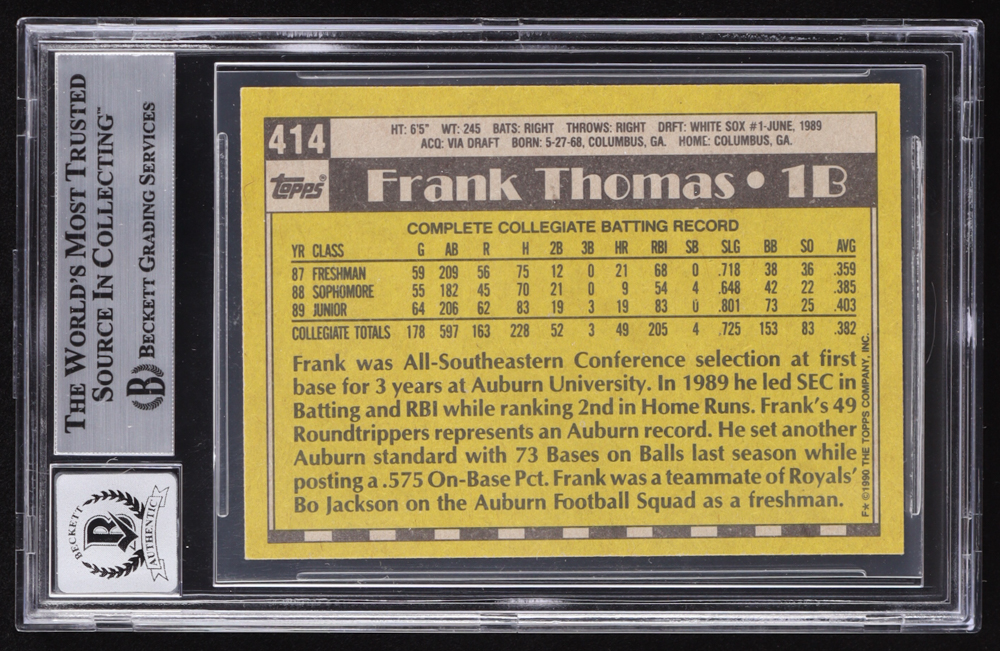 THE WORLD'S MOST TRUSTED
SOURCE IN COLLECTING™
BECKETT GRADING SERVICES
B
BECKETT
B
AUTHENTIC
414
HT: 6'5" WT: 245 BATS: RIGHT THROWS: RIGHT DRFT: WHITE SOX #1-JUNE, 1989
ACQ: VIA DRAFT BORN: 5-27-68, COLUMBUS, GA. HOME: COLUMBUS, GA.
topps®
Frank Thomas • 1B
COMPLETE COLLEGIATE BATTING RECORD
YR CLASS G AB R H 2B 3B HR RBI SB SLG BB SO AVG
87 FRESHMAN 59 209 56 75 12 0 21 68 0 .718 38 36 .359
88 SOPHOMORE 55 182 45 70 21 0 9 54 4 .648 42 22 .385
89 JUNIOR 64 206 62 83 19 3 19 83 0 .801 73 25 .403
COLLEGIATE TOTALS 178 597 163 228 52 3 49 205 4 .725 153 83 .382
Frank was All-Southeastern Conference selection at first
base for 3 years at Auburn University. In 1989 he led SEC in
Batting and RBI while ranking 2nd in Home Runs. Frank's 49
Roundtrippers represents an Auburn record. He set another
Auburn standard with 73 Bases on Balls last season while
posting a .575 On-Base Pct. Frank was a teammate of Royals'
Bo Jackson on the Auburn Football Squad as a freshman.
F* ©1990 THE TOPPS COMPANY, INC.